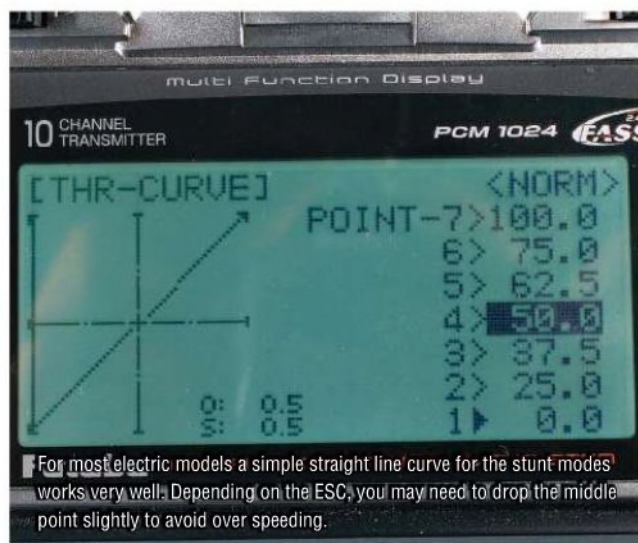 Multi Function Display
10 CHANNEL TRANSMITTER
PCM 1024
FASS
[THR-CURVE]
<NORM>
POINT-7>100.0
6> 75.0
5> 62.5
4> 50.0
3> 37.5
2> 25.0
1▶ 0.0
O: 0.5
S: 0.5
Futaba
For most electric models a simple straight line curve for the stunt modes
works very well. Depending on the ESC, you may need to drop the middle
point slightly to avoid over speeding.